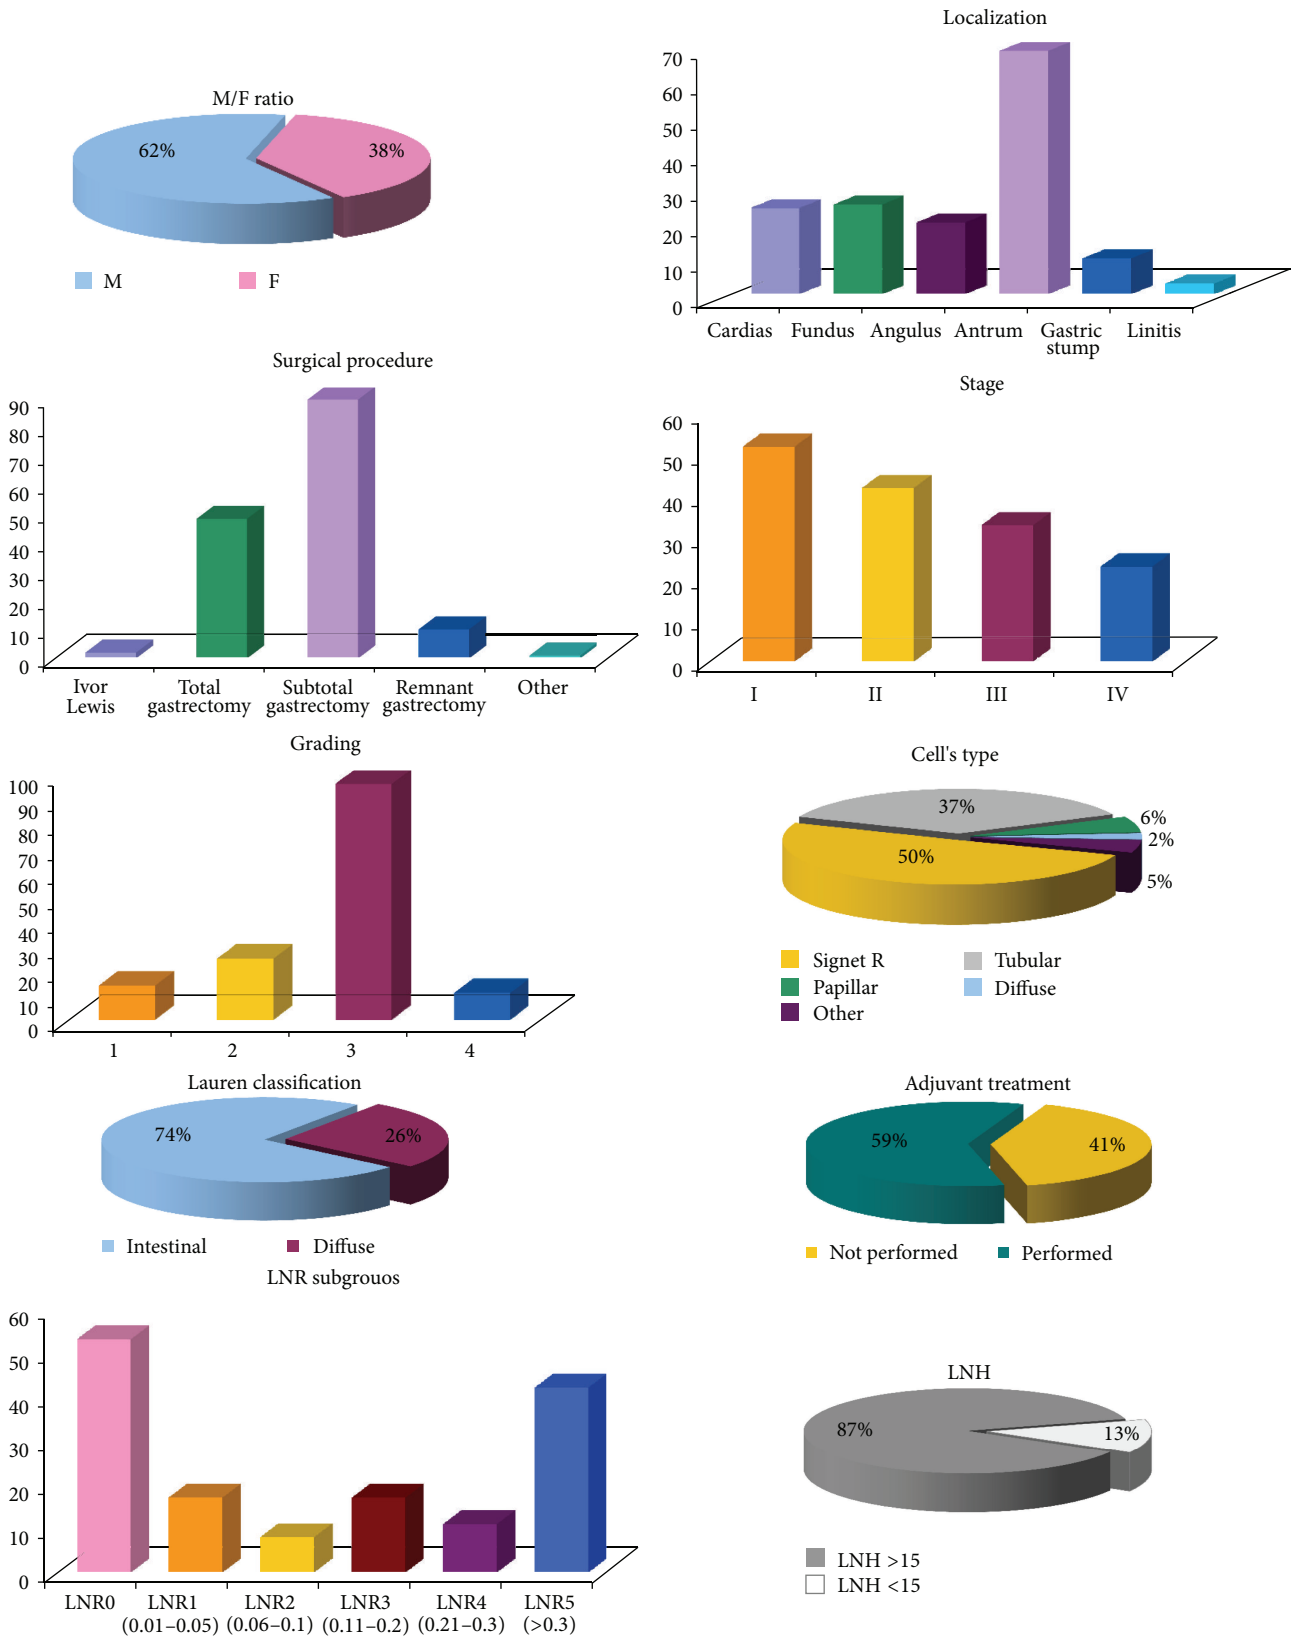 M/F ratio
62%
38%
M
F
Localization
70
60
50
40
30
20
10
0
Cardias Fundus Angulus Antrum Gastric stump Linitis
Surgical procedure
90
80
70
60
50
40
30
20
10
0
Ivor Lewis
Total gastrectomy
Subtotal gastrectomy
Remnant gastrectomy
Other
Stage
60
50
40
30
20
10
0
I II III IV
Grading
100
90
80
70
60
50
40
30
20
10
0
1 2 3 4
Cell's type
37%
6%
2%
50%
5%
Signet R
Tubular
Papillar
Diffuse
Other
Lauren classification
74%
26%
Intestinal
Diffuse
Adjuvant treatment
59%
41%
Not performed
Performed
LNR subgrouos
60
50
40
30
20
10
0
LNR0 LNR1 LNR2 LNR3 LNR4 LNR5
(0.01–0.05) (0.06–0.1) (0.11–0.2) (0.21–0.3) (>0.3)
LNH
87%
13%
LNH >15
LNH <15